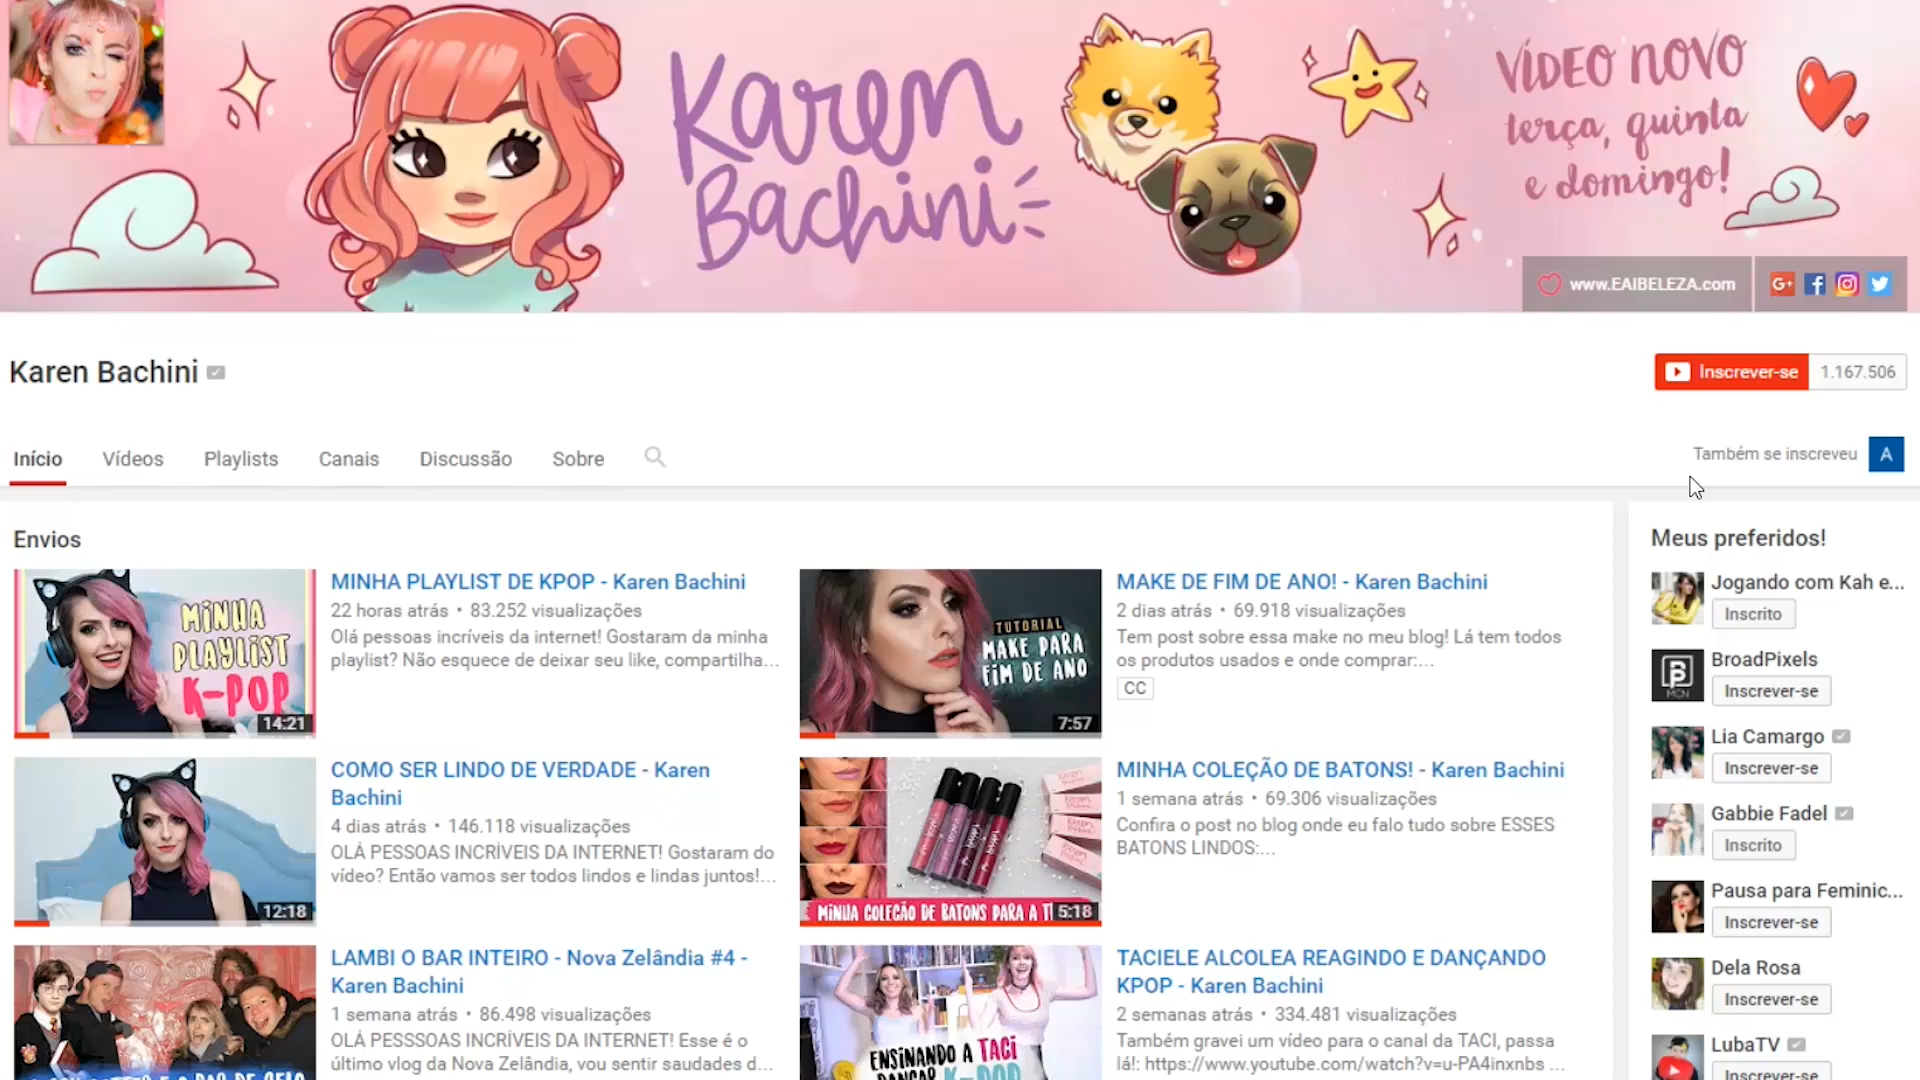 Karen
Bachini
VÍDEO NOVO
terça, quinta
e domingo!
www.EAIBELEZA.com
G+
Karen Bachini
Inscrever-se 1.167.506
Início Vídeos Playlists Canais Discussão Sobre
Também se inscreveu A
Envios
MINHA
PLAYLIST
K-POP
14:21
MINHA PLAYLIST DE KPOP - Karen Bachini
22 horas atrás • 83.252 visualizações
Olá pessoas incríveis da internet! Gostaram da minha
playlist? Não esquece de deixar seu like, compartilha...
TUTORIAL
MAKE PARA
FIM DE ANO
7:57
MAKE DE FIM DE ANO! - Karen Bachini
2 dias atrás • 69.918 visualizações
Tem post sobre essa make no meu blog! Lá tem todos
os produtos usados e onde comprar:...
CC
12:18
COMO SER LINDO DE VERDADE - Karen
Bachini
4 dias atrás • 146.118 visualizações
OLÁ PESSOAS INCRÍVEIS DA INTERNET! Gostaram do
vídeo? Então vamos ser todos lindos e lindas juntos!...
MINHA COLEÇÃO DE BATONS PARA A T
5:18
MINHA COLEÇÃO DE BATONS! - Karen Bachini
1 semana atrás • 69.306 visualizações
Confira o post no blog onde eu falo tudo sobre ESSES
BATONS LINDOS:...
LAMBI O BAR INTEIRO - Nova Zelândia #4 -
Karen Bachini
1 semana atrás • 86.498 visualizações
OLÁ PESSSOAS INCRÍVEIS DA INTERNET! Esse é o
último vlog da Nova Zelândia, vou sentir saudades d...
ENSINANDO A TACI
DANÇAR K-POP
TACIELE ALCOLEA REAGINDO E DANÇANDO
KPOP - Karen Bachini
2 semanas atrás • 334.481 visualizações
Também gravei um vídeo para o canal da TACI, passa
lá!: https://www.youtube.com/watch?v=u-PA4inxnbs ...
Meus preferidos!
Jogando com Kah e...
Inscrito
MCN
BroadPixels
Inscrever-se
Lia Camargo
Inscrever-se
Gabbie Fadel
Inscrito
Pausa para Feminic...
Inscrever-se
Dela Rosa
Inscrever-se
LubaTV
Inscrever-se